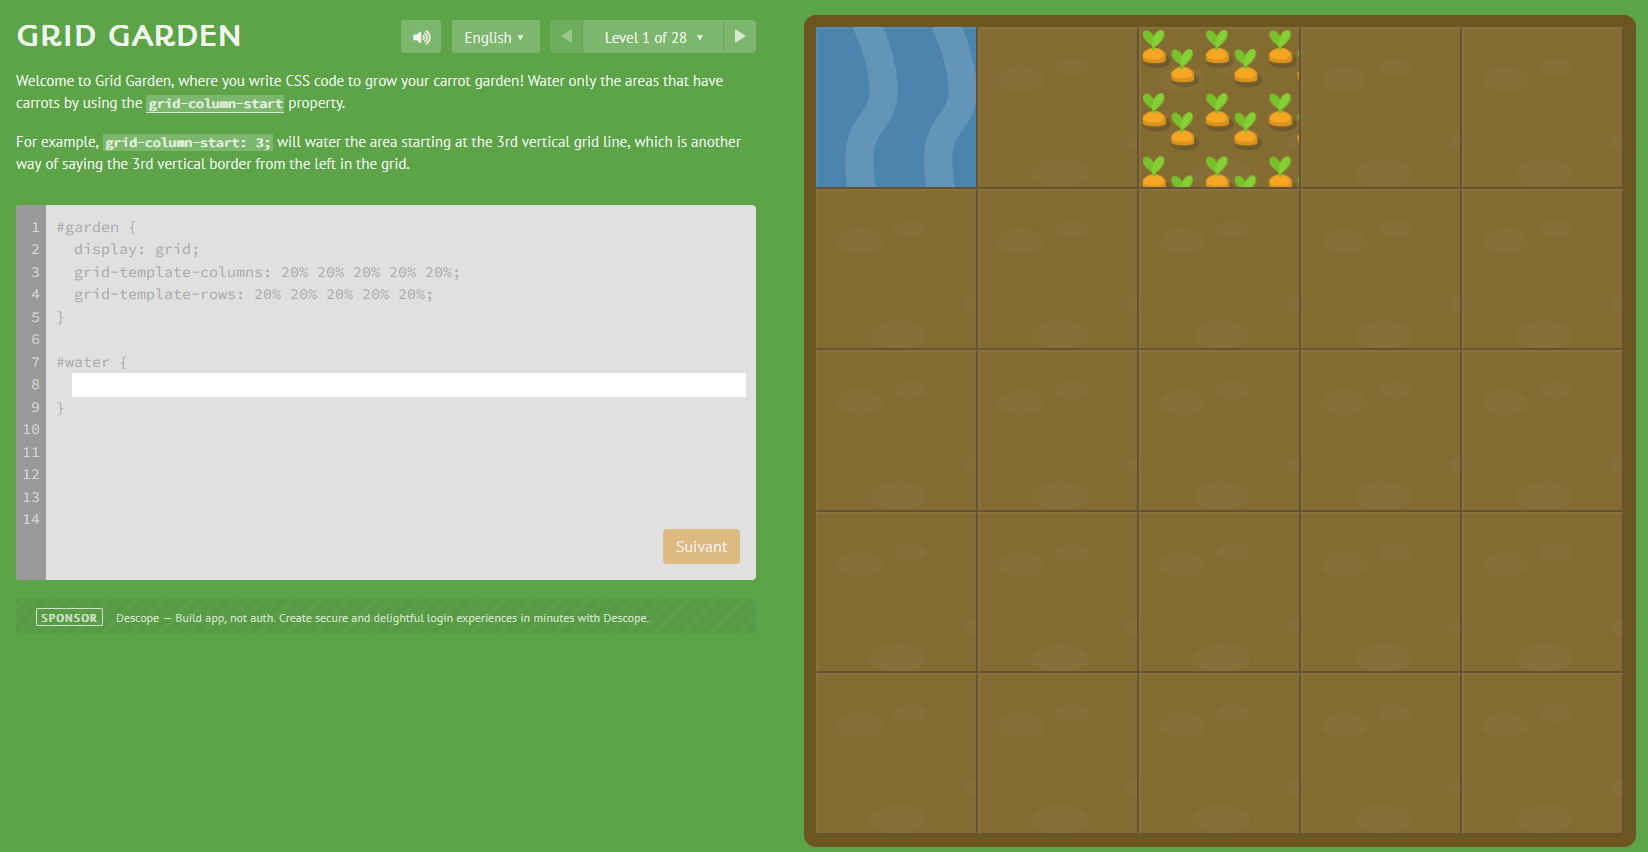 GRID GARDEN
English ▾
Level 1 of 28 ▾
Welcome to Grid Garden, where you write CSS code to grow your carrot garden! Water only the areas that have
carrots by using the grid-column-start property.
For example, grid-column-start: 3; will water the area starting at the 3rd vertical grid line, which is another
way of saying the 3rd vertical border from the left in the grid.
1 #garden {
2 display: grid;
3 grid-template-columns: 20% 20% 20% 20% 20%;
4 grid-template-rows: 20% 20% 20% 20% 20%;
5 }
6
7 #water {
8
9 }
10
11
12
13
14
Suivant
SPONSOR Descope — Build app, not auth. Create secure and delightful login experiences in minutes with Descope.